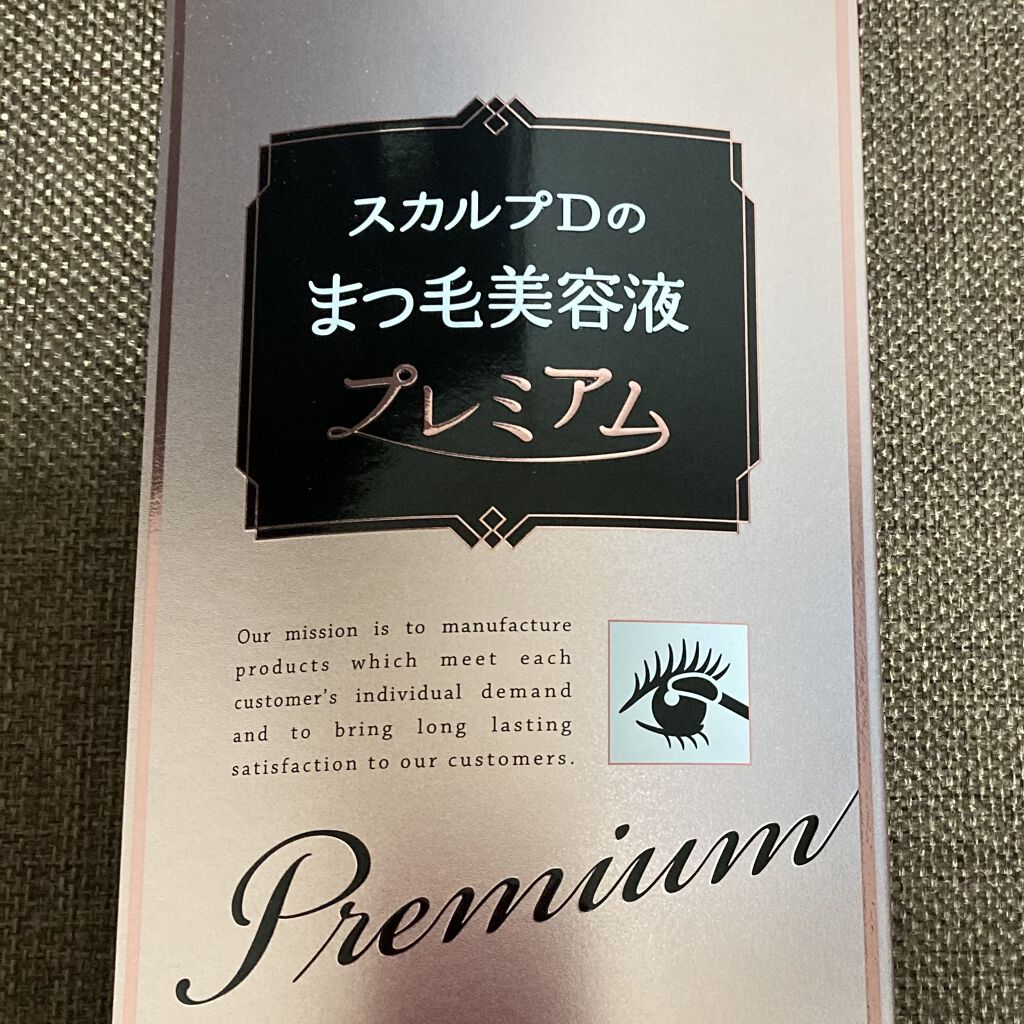 スカルプDの
まつ毛美容液
プレミアム
Our mission is to manufacture
products which meet each
customer's individual demand
and to bring long lasting
satisfaction to our customers.
Premium